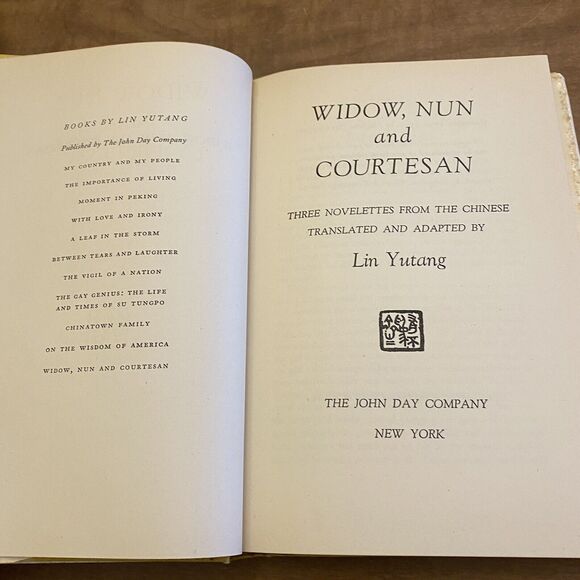 BOOKS BY LIN YUTANG
Published by The John Day Company
MY COUNTRY AND MY PEOPLE
THE IMPORTANCE OF LIVING
MOMENT IN PEKING
WITH LOVE AND IRONY
A LEAF IN THE STORM
BETWEEN TEARS AND LAUGHTER
THE VIGIL OF A NATION
THE GAY GENIUS: THE LIFE
AND TIMES OF SU TUNGPO
CHINATOWN FAMILY
ON THE WISDOM OF AMERICA
WIDOW, NUN AND COURTESAN
WIDOW, NUN
and
COURTESAN
THREE NOVELETTES FROM THE CHINESE
TRANSLATED AND ADAPTED BY
Lin Yutang
THE JOHN DAY COMPANY
NEW YORK